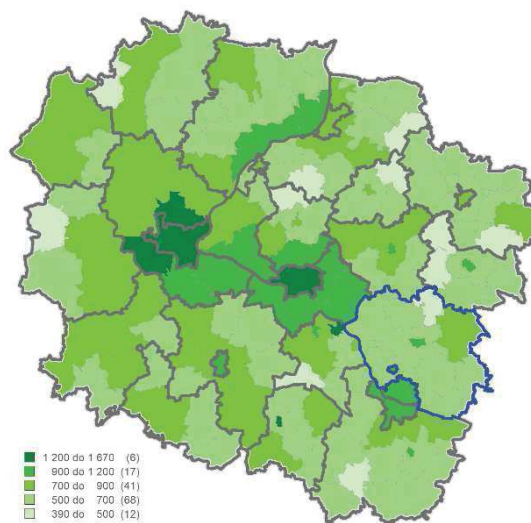 1 200 do 1 670 (6)
900 do 1 200 (17)
700 do 900 (41)
500 do 700 (68)
390 do 500 (12)